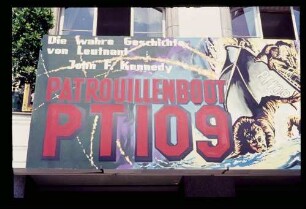 Die wahre Geschichte
von Leutnant
John F. Kennedy
PATROUILLENBOOT
PT 109